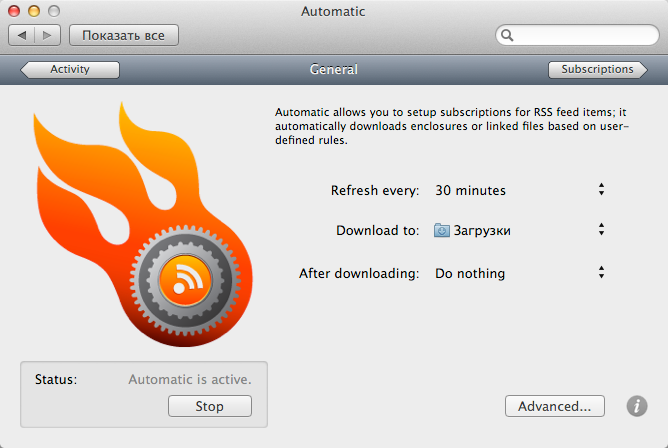 Automatic
Показать все
Activity
General
Subscriptions
Automatic allows you to setup subscriptions for RSS feed items; it
automatically downloads enclosures or linked files based on user-
defined rules.
Refresh every: 30 minutes
Download to: Загрузки
After downloading: Do nothing
Status: Automatic is active.
Stop
Advanced...